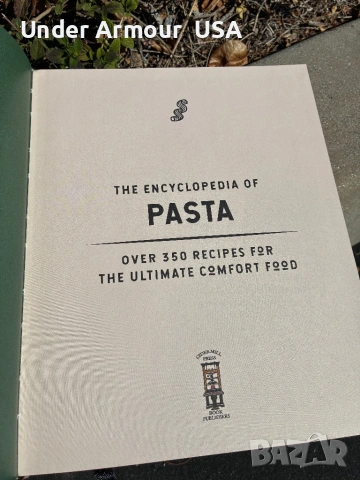 Under Armour USA
THE ENCYCLOPEDIA OF
PASTA
OVER 350 RECIPES FOR
THE ULTIMATE COMFORT FOOD
CIDER MILL
PRESS
BOOK
PUBLISHERS
BAZAR